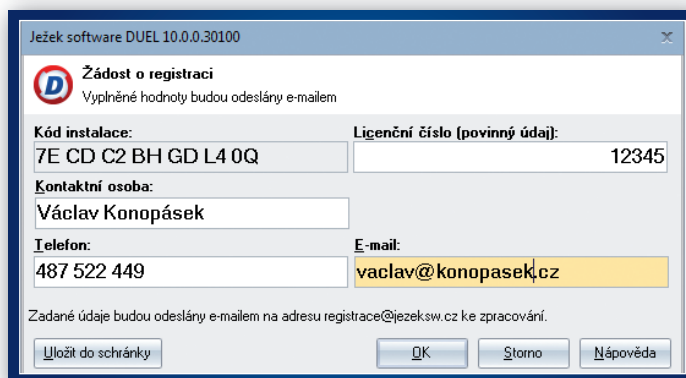 Ježek software DUEL 10.0.0.30100
Žádost o registraci
Vyplněné hodnoty budou odeslány e-mailem
Kód instalace: Licenční číslo (povinný údaj):
7E CD C2 BH GD L4 0Q 12345
Kontaktní osoba:
Václav Konopásek
Telefon: E-mail:
487 522 449 vaclav@konopasek.cz
Zadané údaje budou odeslány e-mailem na adresu registrace@jezeksw.cz ke zpracování.
Uložit do schránky OK Storno Nápověda